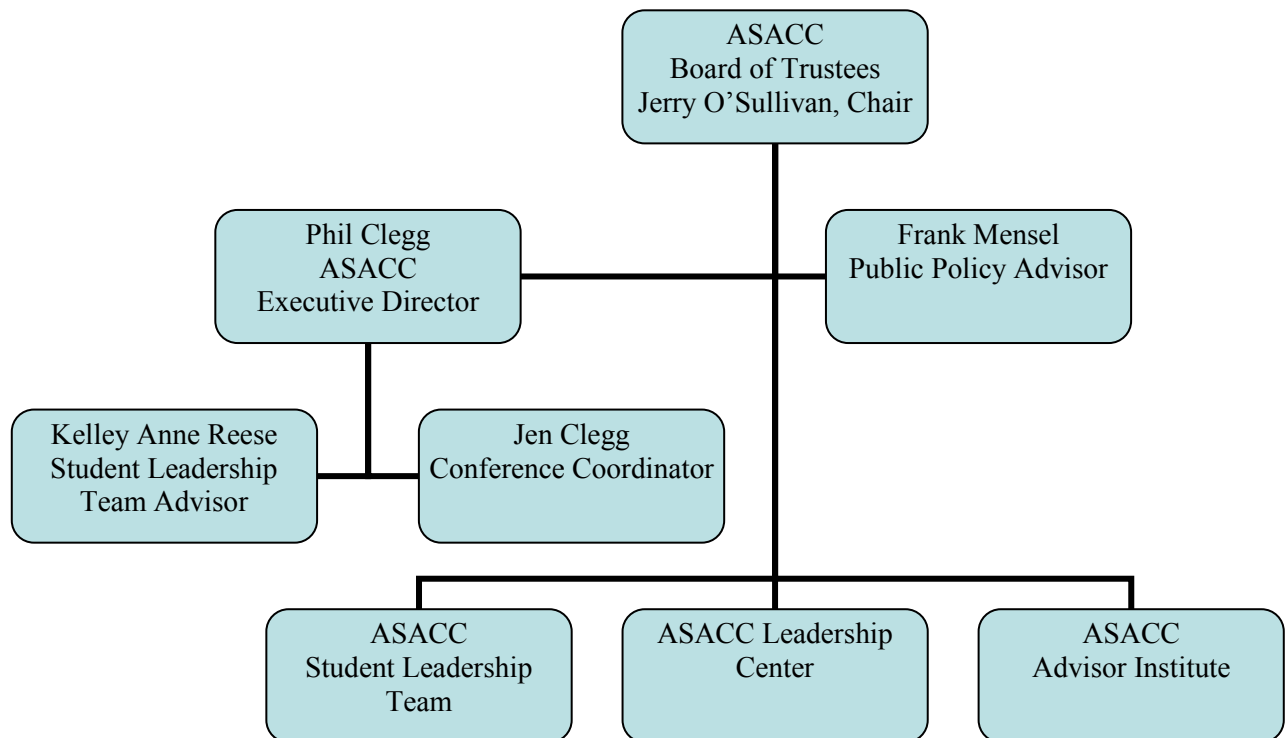 ASACC
Board of Trustees
Jerry O’Sullivan, Chair
Phil Clegg
ASACC
Executive Director
Frank Mensel
Public Policy Advisor
Kelley Anne Reese
Student Leadership
Team Advisor
Jen Clegg
Conference Coordinator
ASACC
Student Leadership
Team
ASACC Leadership
Center
ASACC
Advisor Institute